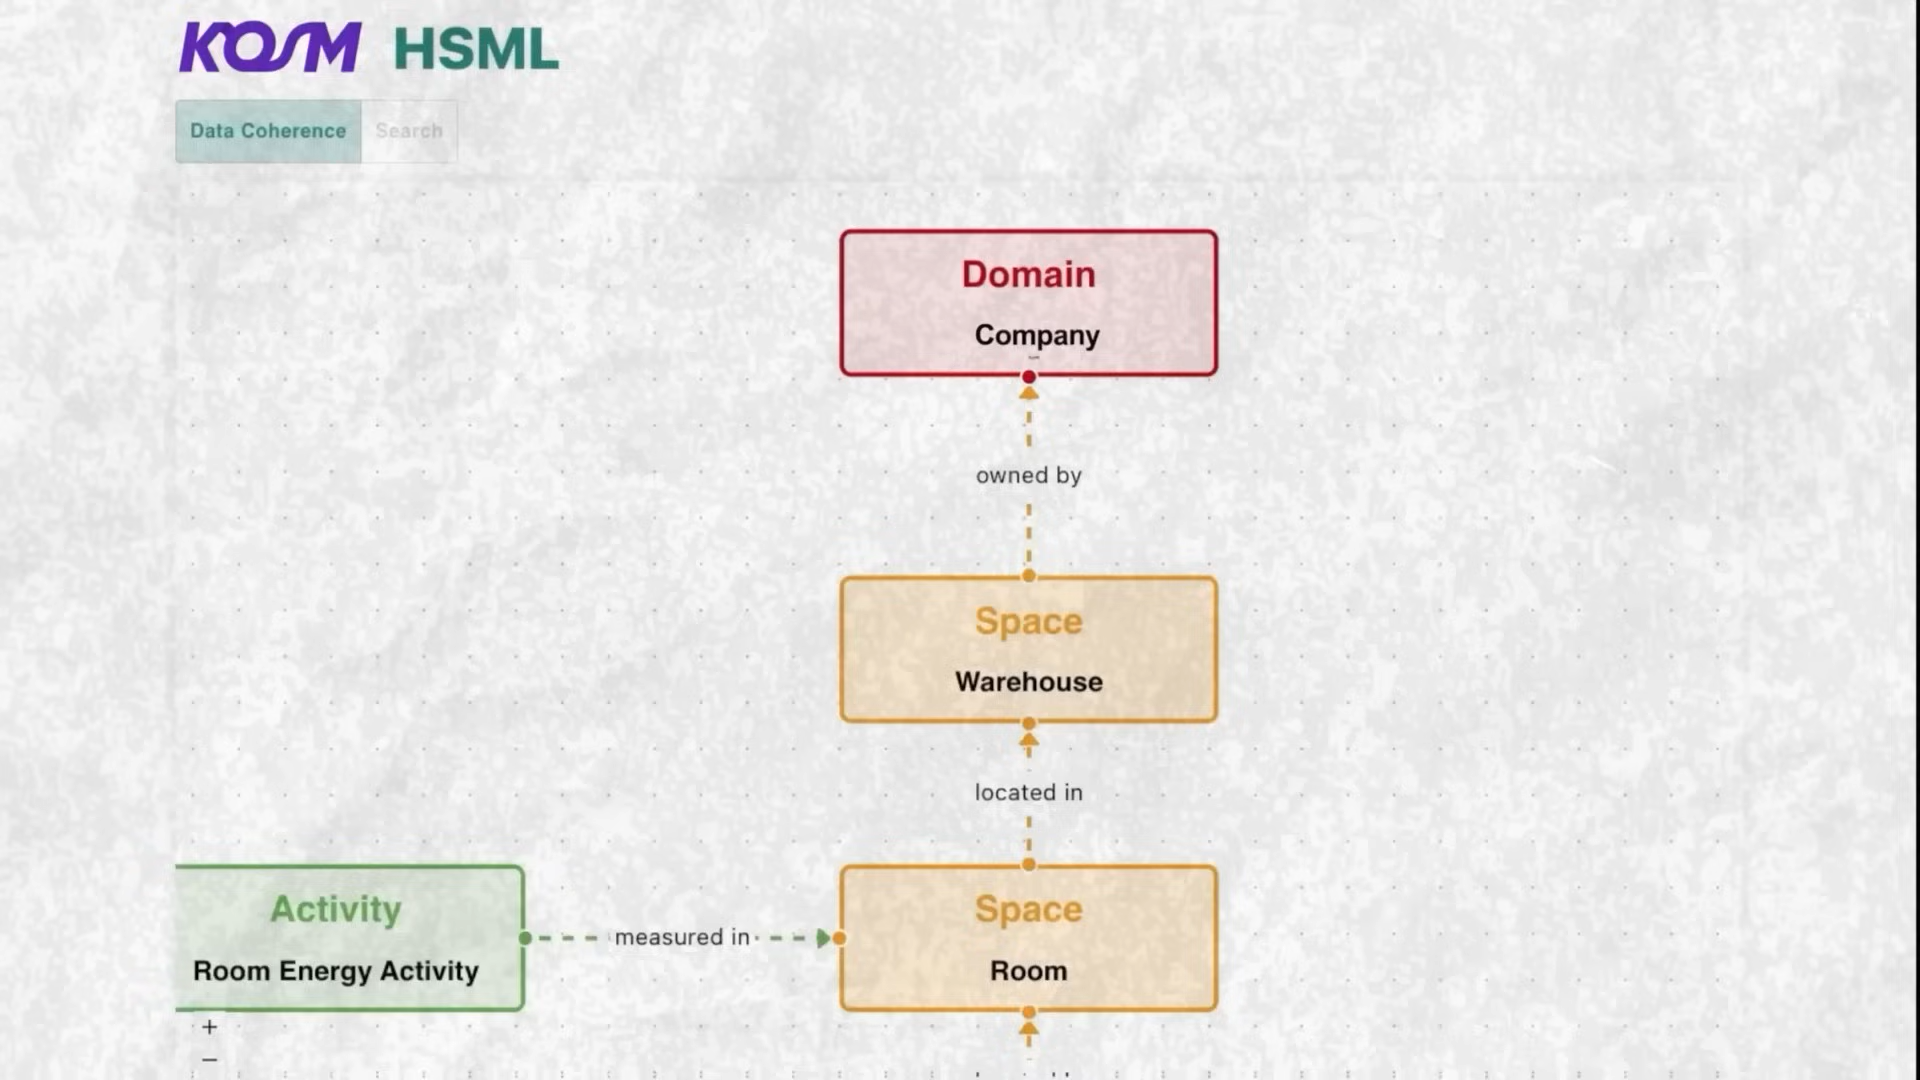 KOSM HSML
Data Coherence Search
Domain
Company
owned by
Space
Warehouse
located in
Activity
Room Energy Activity
measured in
Space
Room
+
−